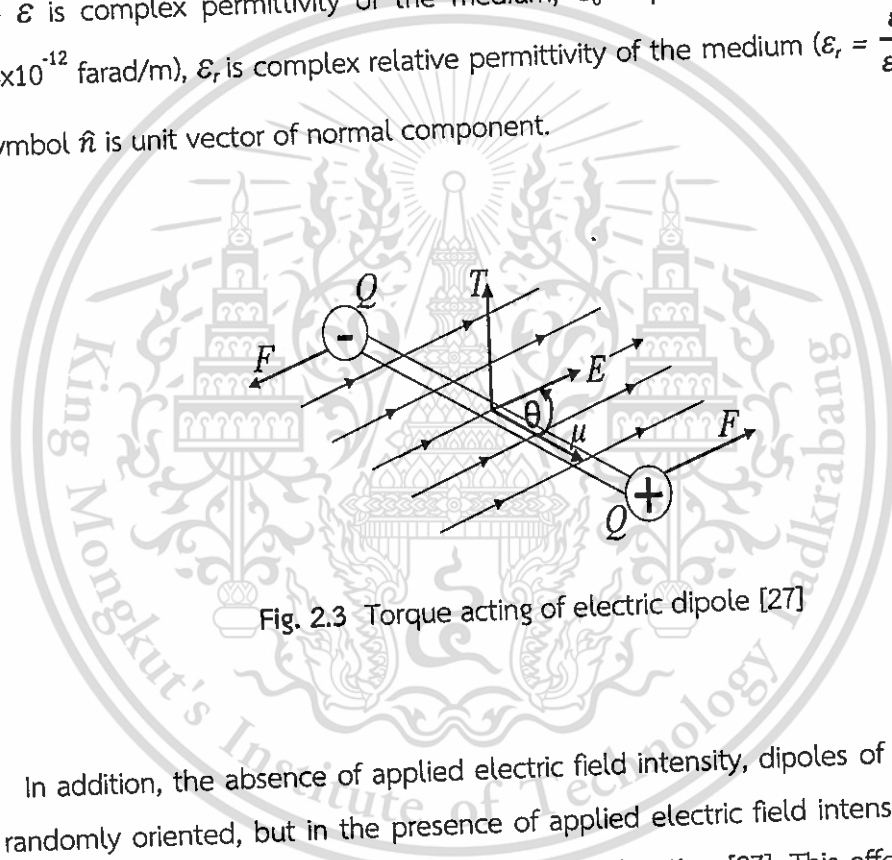 ε is complex permittivity of the medium,
x10⁻¹² farad/m), εᵣ is complex relative permittivity of the medium (εᵣ = ε
ymbol n̂ is unit vector of normal component.
Q
T
F
-
E
θ
μ
F
+
Q
King Mongkut's Institute of Technology Ladkrabang
Fig. 2.3 Torque acting of electric dipole [27]
In addition, the absence of applied electric field intensity, dipoles of
randomly oriented, but in the presence of applied electric field intens
[27]. This